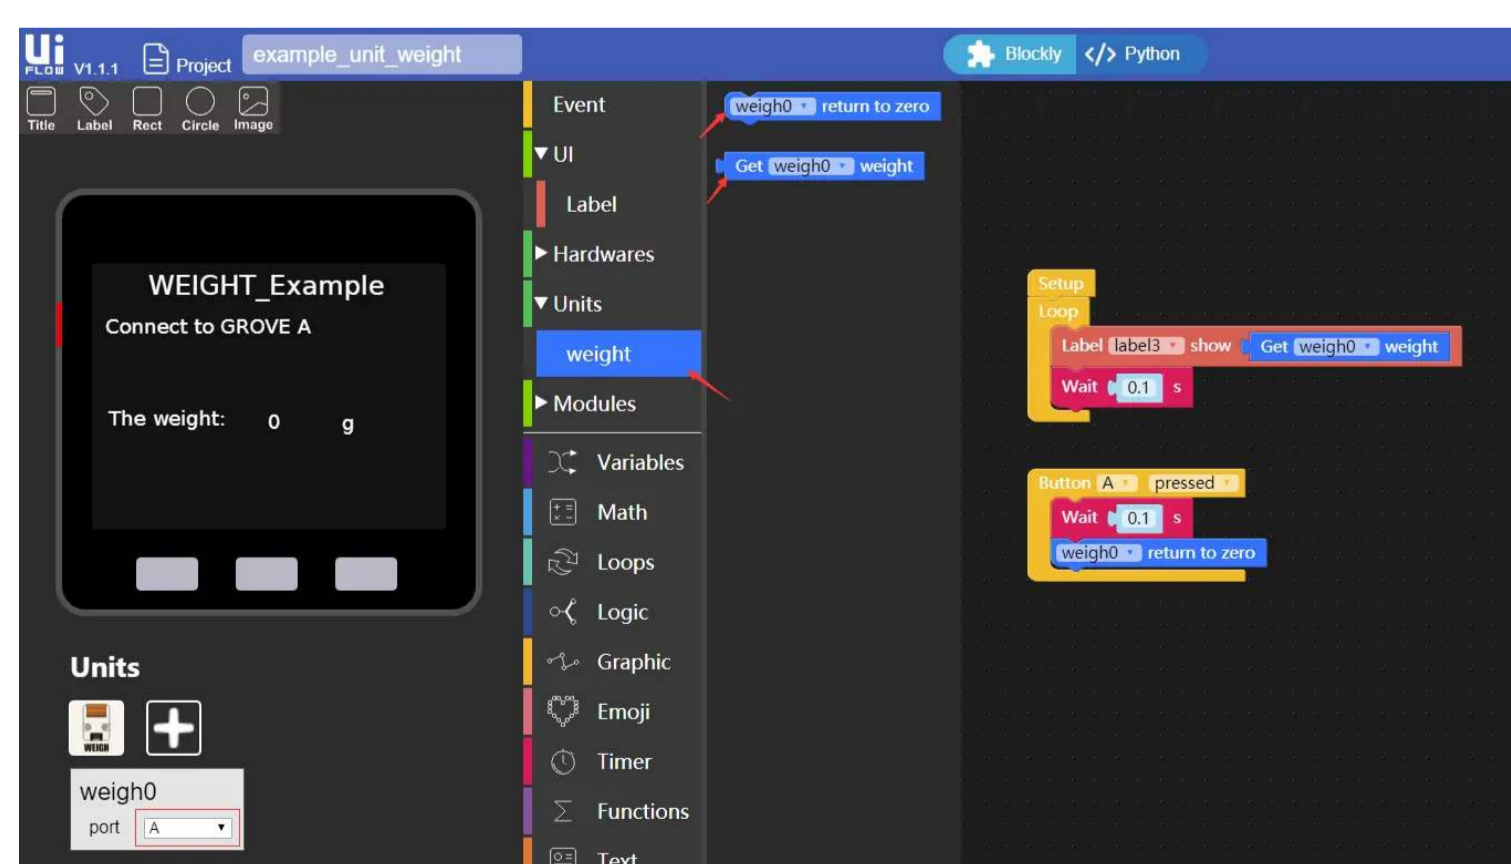 Ui
FLOW V1.1.1 Project example_unit_weight Blockly </> Python
Title Label Rect Circle Image
WEIGHT_Example
Connect to GROVE A
The weight: 0 g
Units
WEIGH
weigh0
port A
Event
UI
Label
Hardwares
Units
weight
Modules
Variables
Math
Loops
Logic
Graphic
Emoji
Timer
Functions
Text
weigh0 return to zero
Get weigh0 weight
Setup
Loop
Label label3 show Get weigh0 weight
Wait 0.1 s
Button A pressed
Wait 0.1 s
weigh0 return to zero